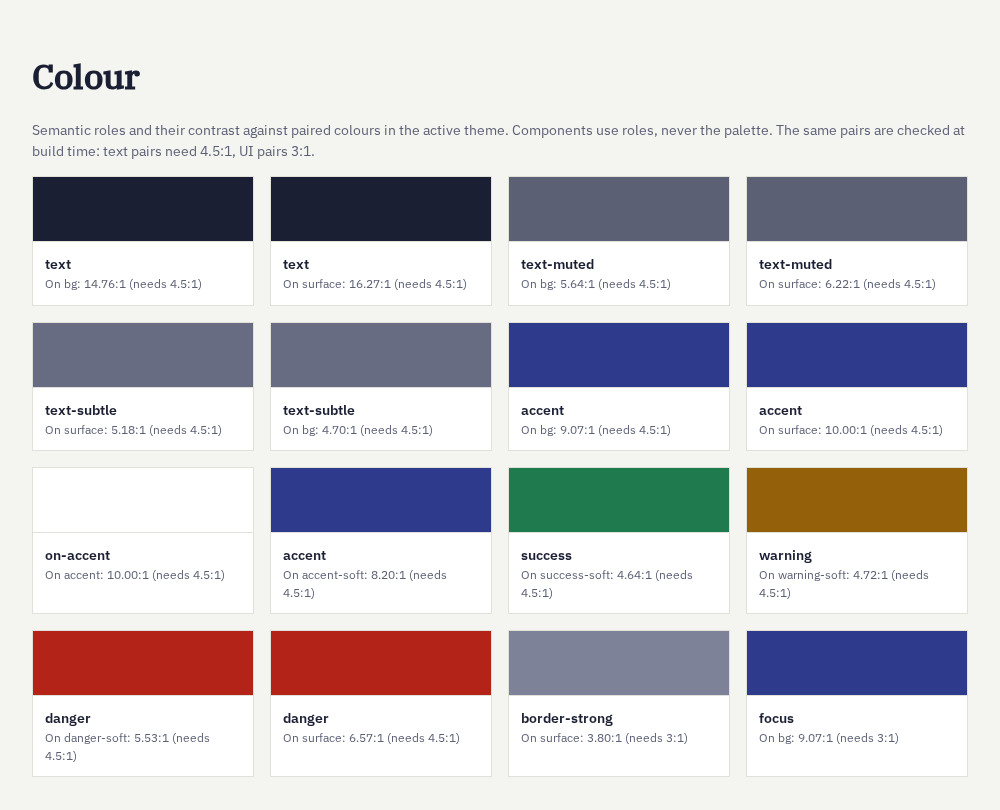 Colour
Semantic roles and their contrast against paired colours in the active theme. Components use roles, never the palette. The same pairs are checked at
build time: text pairs need 4.5:1, UI pairs 3:1.
text
On bg: 14.76:1 (needs 4.5:1)
text
On surface: 16.27:1 (needs 4.5:1)
text-muted
On bg: 5.64:1 (needs 4.5:1)
text-muted
On surface: 6.22:1 (needs 4.5:1)
text-subtle
On surface: 5.18:1 (needs 4.5:1)
text-subtle
On bg: 4.70:1 (needs 4.5:1)
accent
On bg: 9.07:1 (needs 4.5:1)
accent
On surface: 10.00:1 (needs 4.5:1)
on-accent
On accent: 10.00:1 (needs 4.5:1)
accent
On accent-soft: 8.20:1 (needs
4.5:1)
success
On success-soft: 4.64:1 (needs
4.5:1)
warning
On warning-soft: 4.72:1 (needs
4.5:1)
danger
On danger-soft: 5.53:1 (needs
4.5:1)
danger
On surface: 6.57:1 (needs 4.5:1)
border-strong
On surface: 3.80:1 (needs 3:1)
focus
On bg: 9.07:1 (needs 3:1)